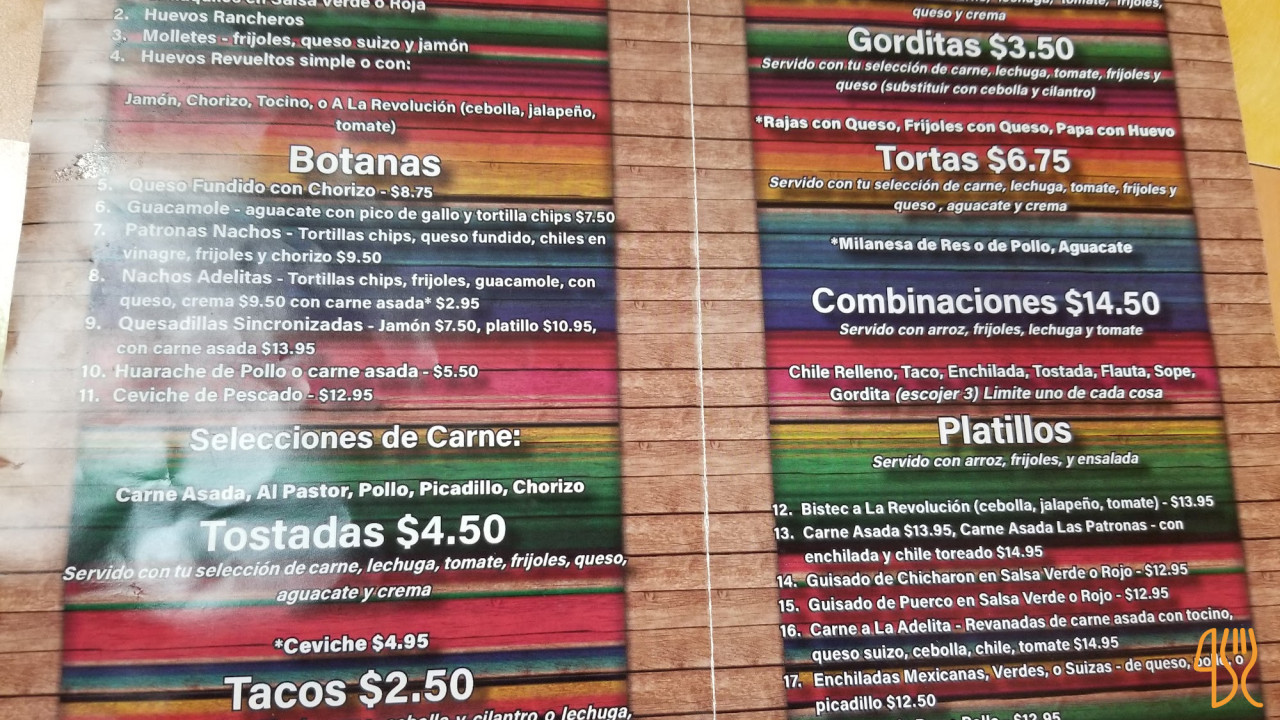 en Salsa Verde o Roja
2. Huevos Rancheros
3. Molletes - frijoles, queso suizo y jamón
4. Huevos Revueltos simple o con:
Jamón, Chorizo, Tocino, o A La Revolución (cebolla, jalapeño,
tomate)
Botanas
5. Queso Fundido con Chorizo - $8.75
6. Guacamole - aguacate con pico de gallo y tortilla chips $7.50
7. Patronas Nachos - Tortillas chips, queso fundido, chiles en
vinagre, frijoles y chorizo $9.50
8. Nachos Adelitas - Tortillas chips, frijoles, guacamole, con
queso, crema $9.50 con carne asada* $2.95
9. Quesadillas Sincronizadas - Jamón $7.50, platillo $10.95,
con carne asada $13.95
10. Huarache de Pollo o carne asada - $5.50
11. Ceviche de Pescado - $12.95
Selecciones de Carne:
Carne Asada, Al Pastor, Pollo, Picadillo, Chorizo
Tostadas $4.50
Servido con tu selección de carne, lechuga, tomate, frijoles, queso,
aguacate y crema
*Ceviche $4.95
Tacos $2.50
cebolla y cilantro o lechuga,
lechuga, tomate, frijoles,
queso y crema
Gorditas $3.50
Servido con tu selección de carne, lechuga, tomate, frijoles y
queso (substituir con cebolla y cilantro)
*Rajas con Queso, Frijoles con Queso, Papa con Huevo
Tortas $6.75
Servido con tu selección de carne, lechuga, tomate, frijoles y
queso , aguacate y crema
*Milanesa de Res o de Pollo, Aguacate
Combinaciones $14.50
Servido con arroz, frijoles, lechuga y tomate
Chile Relleno, Taco, Enchilada, Tostada, Flauta, Sope,
Gordita (escojer 3) Limite uno de cada cosa
Platillos
Servido con arroz, frijoles, y ensalada
12. Bistec a La Revolución (cebolla, jalapeño, tomate) - $13.95
13. Carne Asada $13.95, Carne Asada Las Patronas - con
enchilada y chile toreado $14.95
14. Guisado de Chicharon en Salsa Verde o Rojo - $12.95
15. Guisado de Puerco en Salsa Verde o Rojo - $12.95
16. Carne a La Adelita - Revanadas de carne asada con tocino,
queso suizo, cebolla, chile, tomate $14.95
17. Enchiladas Mexicanas, Verdes, o Suizas - de queso, pollo, o
picadillo $12.50
Pollo - $12.95